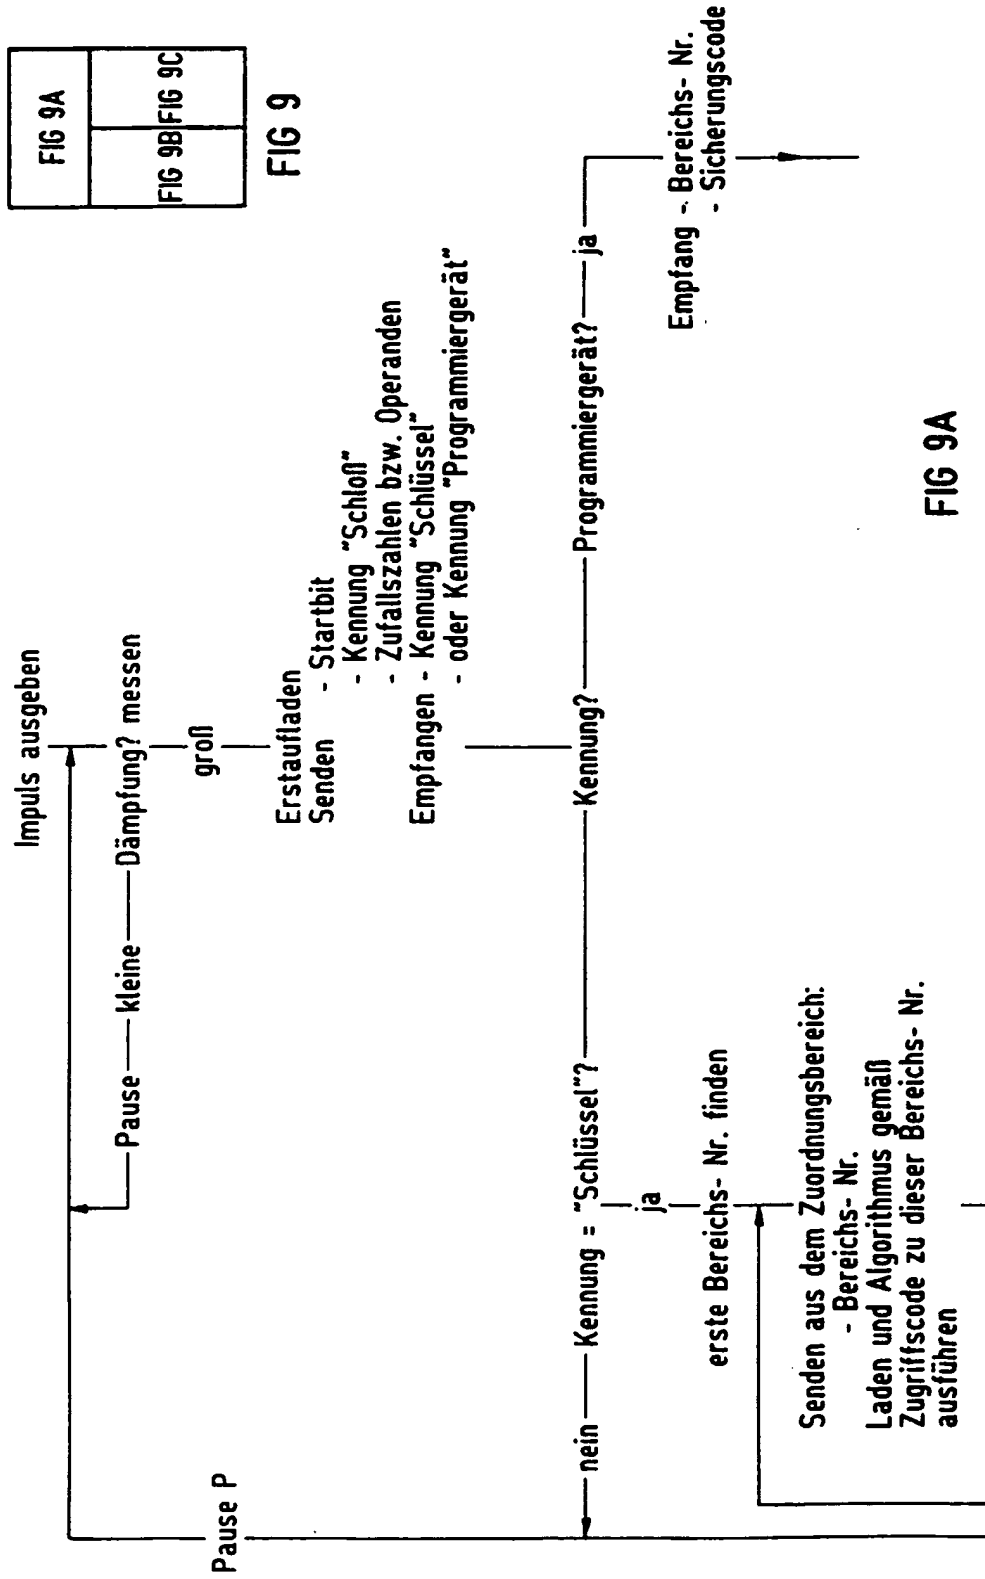 Impuls ausgeben
Pause kleine Dämpfung? messen
groß
Erstaufladen
Senden - Startbit
- Kennung "Schloß"
- Zufallszahlen bzw. Operanden
Empfangen - Kennung "Schlüssel"
- oder Kennung "Programmiergerät"
Pause P
nein Kennung = "Schlüssel"? Kennung? Programmiergerät? ja
ja
erste Bereichs- Nr. finden
Empfang - Bereichs- Nr.
- Sicherungscode
Senden aus dem Zuordnungsbereich:
- Bereichs- Nr.
Laden und Algorithmus gemäß
Zugriffscode zu dieser Bereichs- Nr.
ausführen
FIG 9A
FIG 9A
FIG 9B FIG 9C
FIG 9